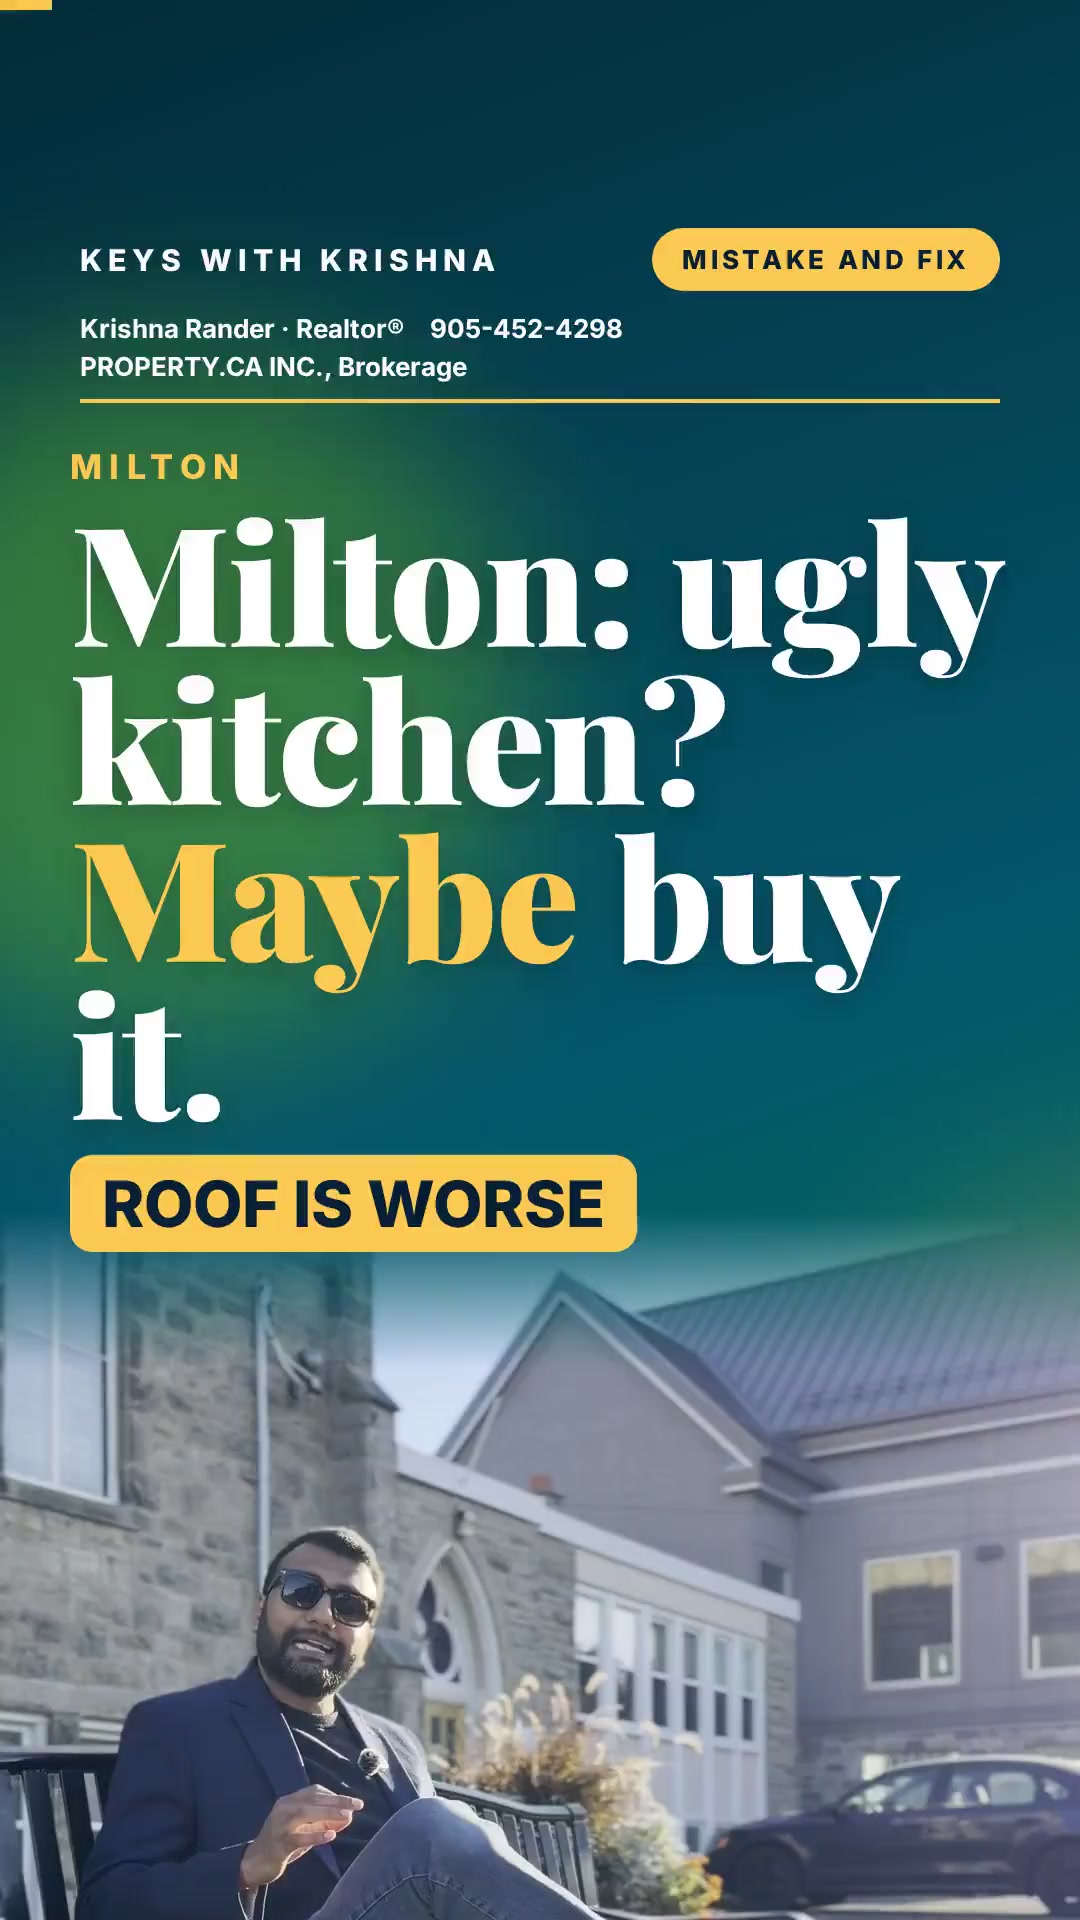 KEYS WITH KRISHNA
MISTAKE AND FIX
Krishna Rander · Realtor® 905-452-4298
PROPERTY.CA INC., Brokerage
MILTON
Milton: ugly
kitchen?
Maybe buy
it.
ROOF IS WORSE